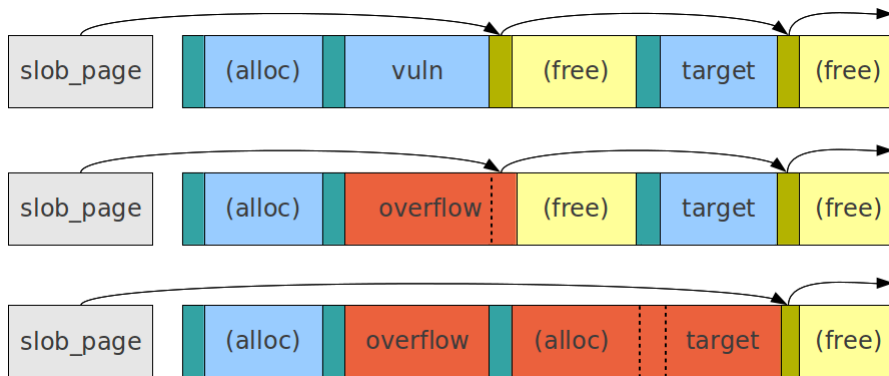 slob_page (alloc) vuln (free) target (free)
slob_page (alloc) overflow (free) target (free)
slob_page (alloc) overflow (alloc) target (free)